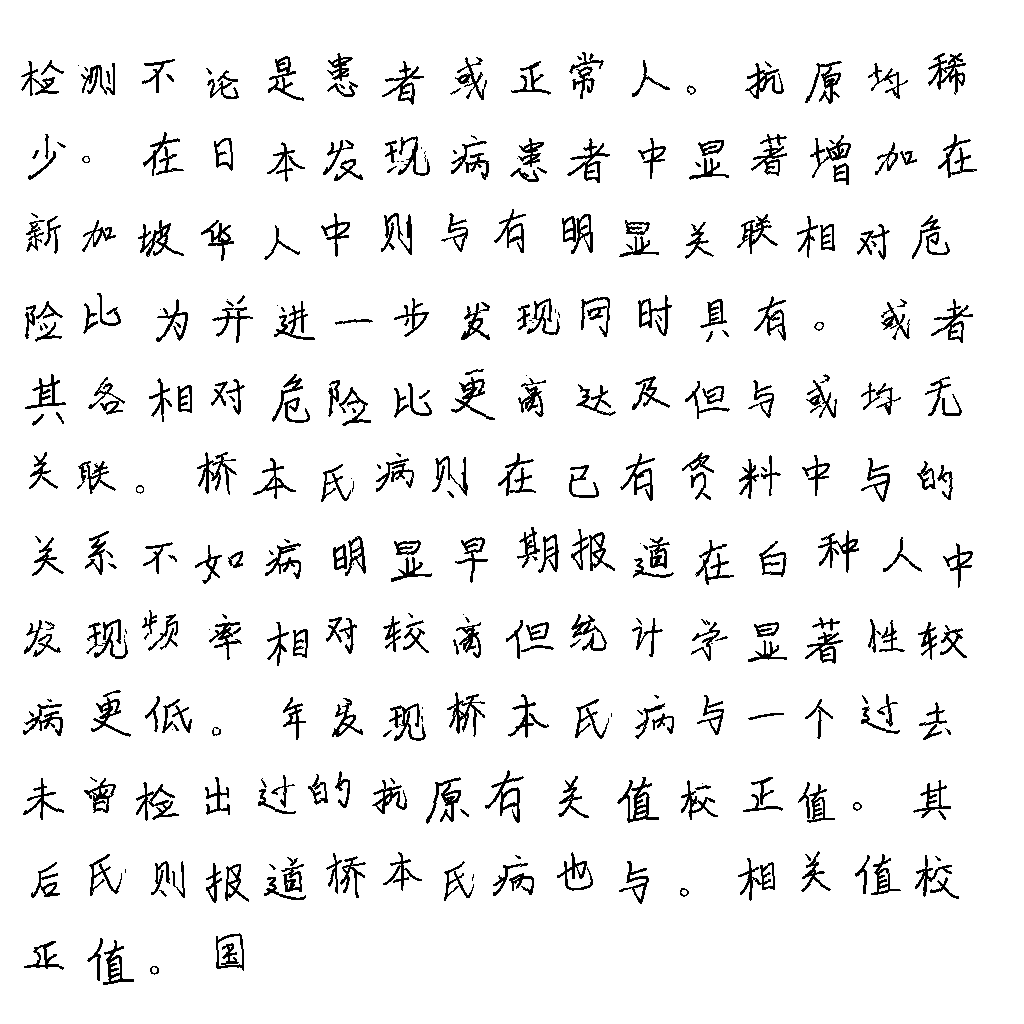 检测不论是患者或正常人。抗原均稀
少。在日本发现病患者中显著增加在
新加坡华人中则与有明显关联相对危
险比为并进一步发现同时具有。或者
其各相对危险比更离达及但与或均无
关联。桥本氏病则在已有资料中与的
关系不如病明显早期报道在白种人中
发现频率相对较离但统计学显著性较
病更低。年发现桥本氏病与一个过去
未曾检出过的抗原有关值校正值。其
后氏则报道桥本氏病也与。相关值校
正值。国